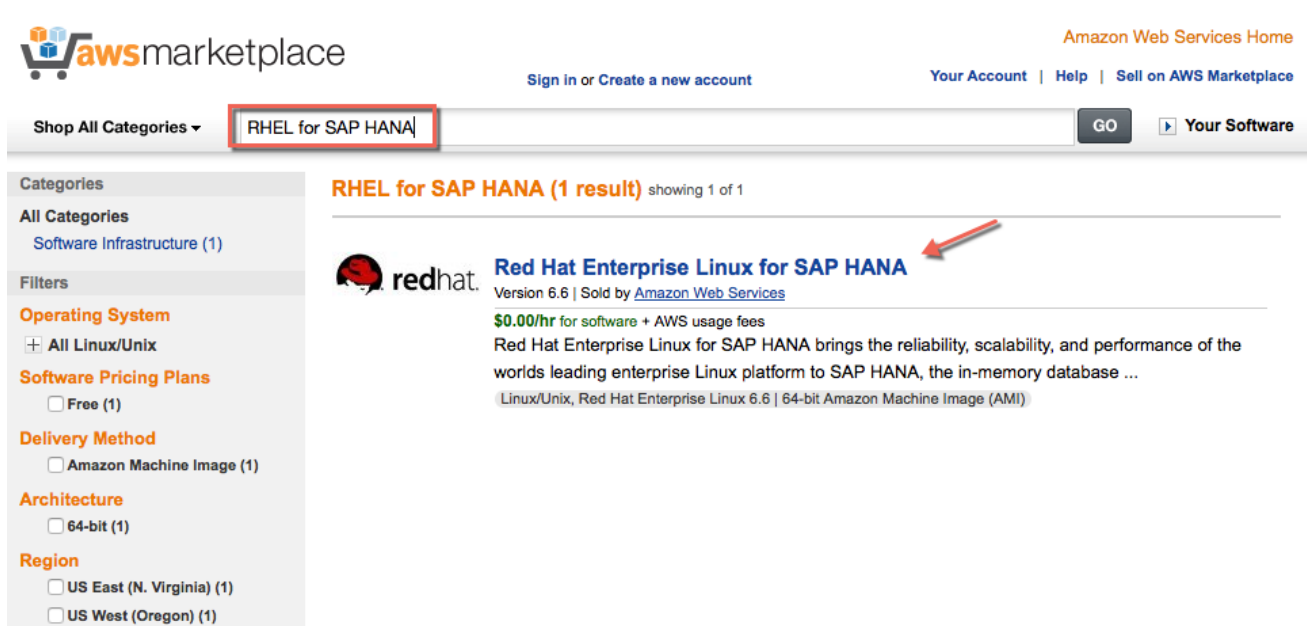 awsmarketplace
Amazon Web Services Home
Sign in or Create a new account
Your Account | Help | Sell on AWS Marketplace
Shop All Categories
RHEL for SAP HANA
GO
Your Software
Categories
All Categories
Software Infrastructure (1)
Filters
Operating System
All Linux/Unix
Software Pricing Plans
Free (1)
Delivery Method
Amazon Machine Image (1)
Architecture
64-bit (1)
Region
US East (N. Virginia) (1)
US West (Oregon) (1)
RHEL for SAP HANA (1 result) showing 1 of 1
redhat.
Red Hat Enterprise Linux for SAP HANA
Version 6.6 | Sold by Amazon Web Services
$0.00/hr for software + AWS usage fees
Red Hat Enterprise Linux for SAP HANA brings the reliability, scalability, and performance of the
worlds leading enterprise Linux platform to SAP HANA, the in-memory database ...
Linux/Unix, Red Hat Enterprise Linux 6.6 | 64-bit Amazon Machine Image (AMI)